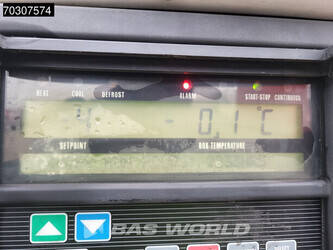 70307574
HEAT COOL DEFROST ALARM START-STOP CONTINUOUS
- 0,1°C
SETPOINT BOX TEMPERATURE
BAS WORLD